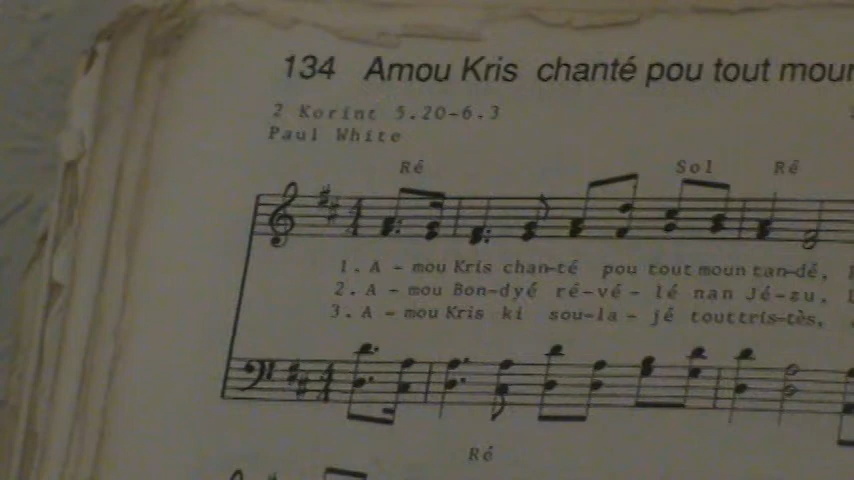 134 Amou Kris chanté pou tout moun
2 Korint 5.20-6.3
Paul White
Ré Sol Ré
1. A - mou Kris chan-té pou tout moun tan-dé,
2. A - mou Bon-dyé ré-vé - lé nan Jé-zu,
3. A - mou Kris ki sou-la - jé touttris-tès,
Ré